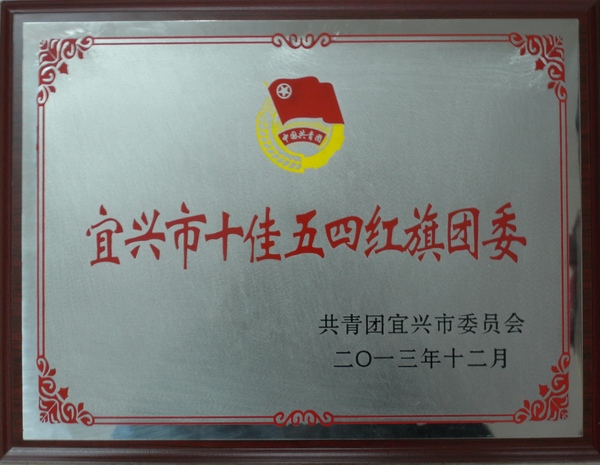 中国共青团
宜兴市十佳五四红旗团委
共青团宜兴市委员会
二〇一三年十二月